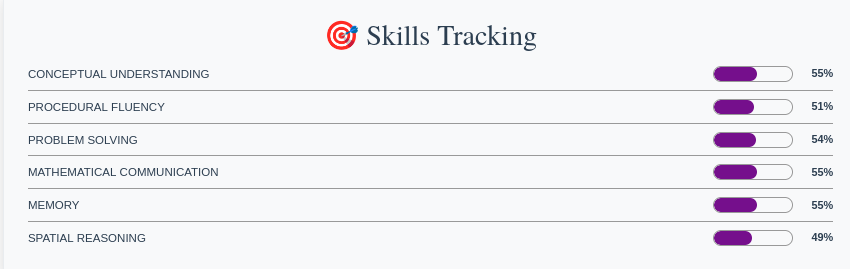 🎯 Skills Tracking
CONCEPTUAL UNDERSTANDING 55%
PROCEDURAL FLUENCY 51%
PROBLEM SOLVING 54%
MATHEMATICAL COMMUNICATION 55%
MEMORY 55%
SPATIAL REASONING 49%